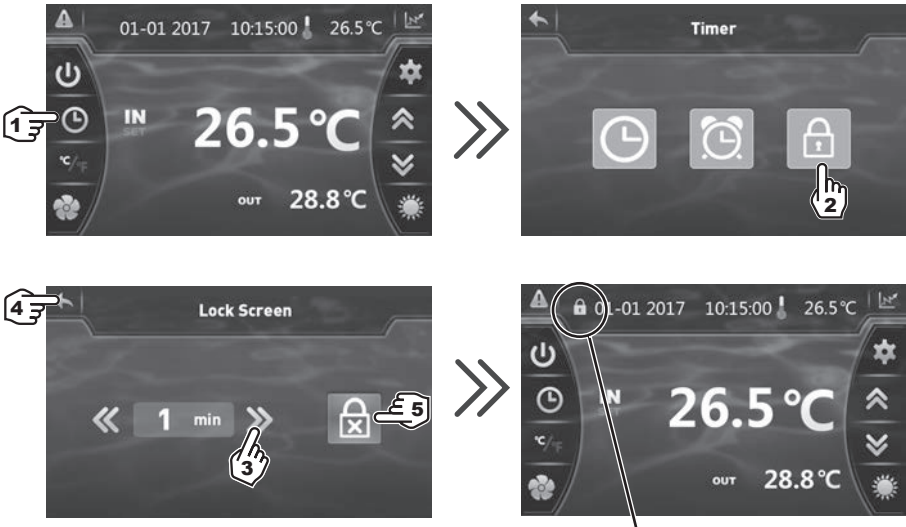 01-01 2017 10:15:00 26.5°C
1
IN
SET
26.5°C
°C/°F
OUT 28.8°C
Timer
2
4
Lock Screen
1 min
3
5
01-01 2017 10:15:00 26.5°C
IN
SET
26.5°C
°C/°F
OUT 28.8°C